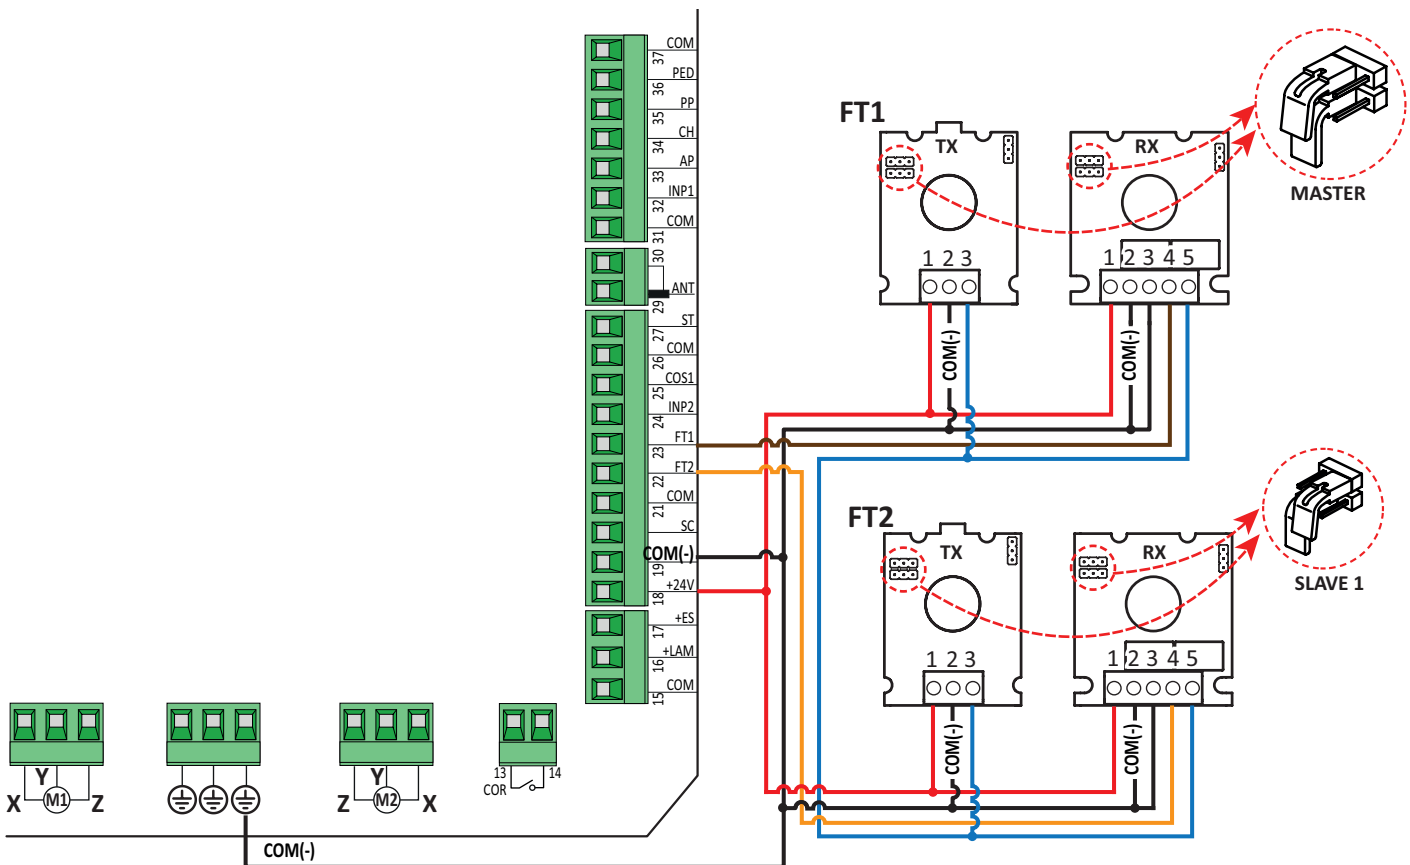 COM
37
PED
36
PP
35
CH
34
AP
33
INP1
32
COM
31
30
ANT
29
ST
27
COM
26
COS1
25
INP2
24
FT1
23
FT2
22
COM
21
SC
COM(-)
19
+24V
18
+ES
17
+LAM
16
COM
15
FT1
TX
1 2 3
COM(-)
RX
1 2 3 4 5
COM(-)
MASTER
FT2
TX
1 2 3
COM(-)
RX
1 2 3 4 5
COM(-)
SLAVE 1
X
Y
M1
Z
Z
Y
M2
X
13
14
COR
COM(-)